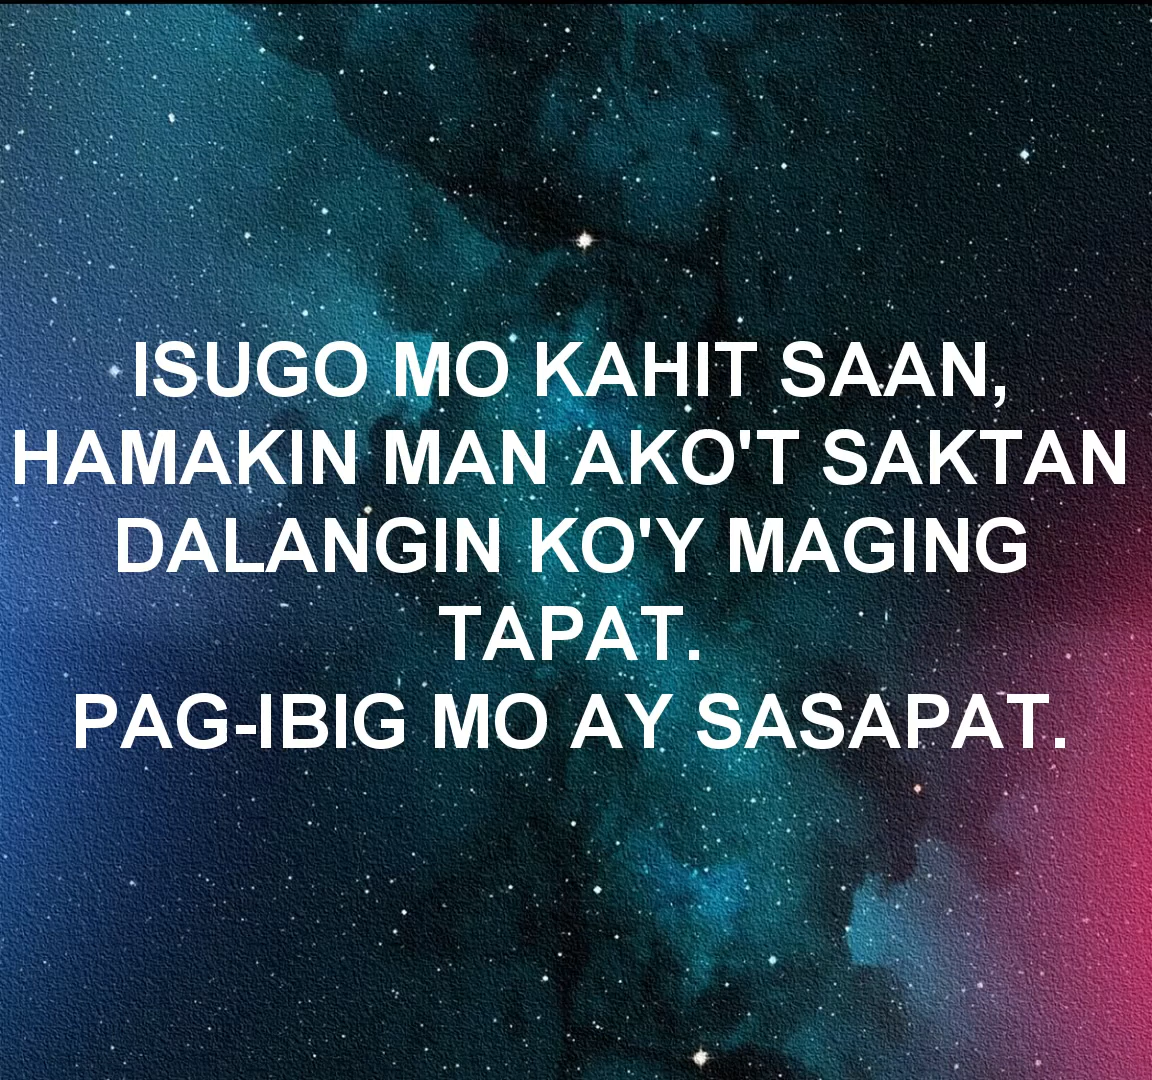 ISUGO MO KAHIT SAAN,
HAMAKIN MAN AKO'T SAKTAN
DALANGIN KO'Y MAGING
TAPAT.
PAG-IBIG MO AY SASAPAT.